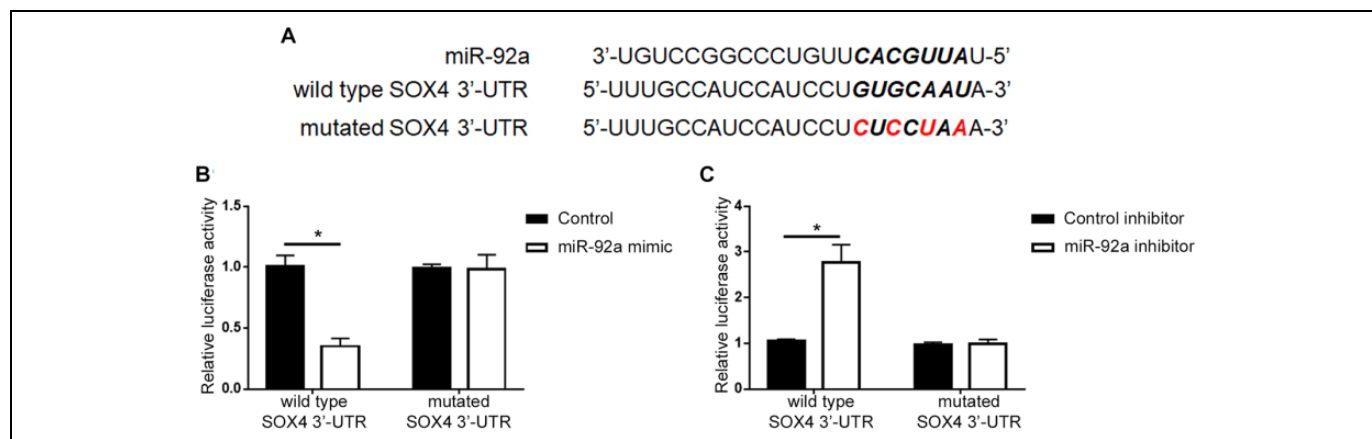 A
miR-92a 3'-UGUCCGGCCCUGUUCACGUUAU-5'
wild type SOX4 3'-UTR 5'-UUUGCCAUCCAUCCUGUGCAAUA-3'
mutated SOX4 3'-UTR 5'-UUUGCCAUCCAUCCUCUCCUAAA-3'
B
Relative luciferase activity
1.5
1.0
0.5
0.0
*
Control
miR-92a mimic
wild type
SOX4 3'-UTR
mutated
SOX4 3'-UTR
C
Relative luciferase activity
4
3
2
1
0
*
Control inhibitor
miR-92a inhibitor
wild type
SOX4 3'-UTR
mutated
SOX4 3'-UTR